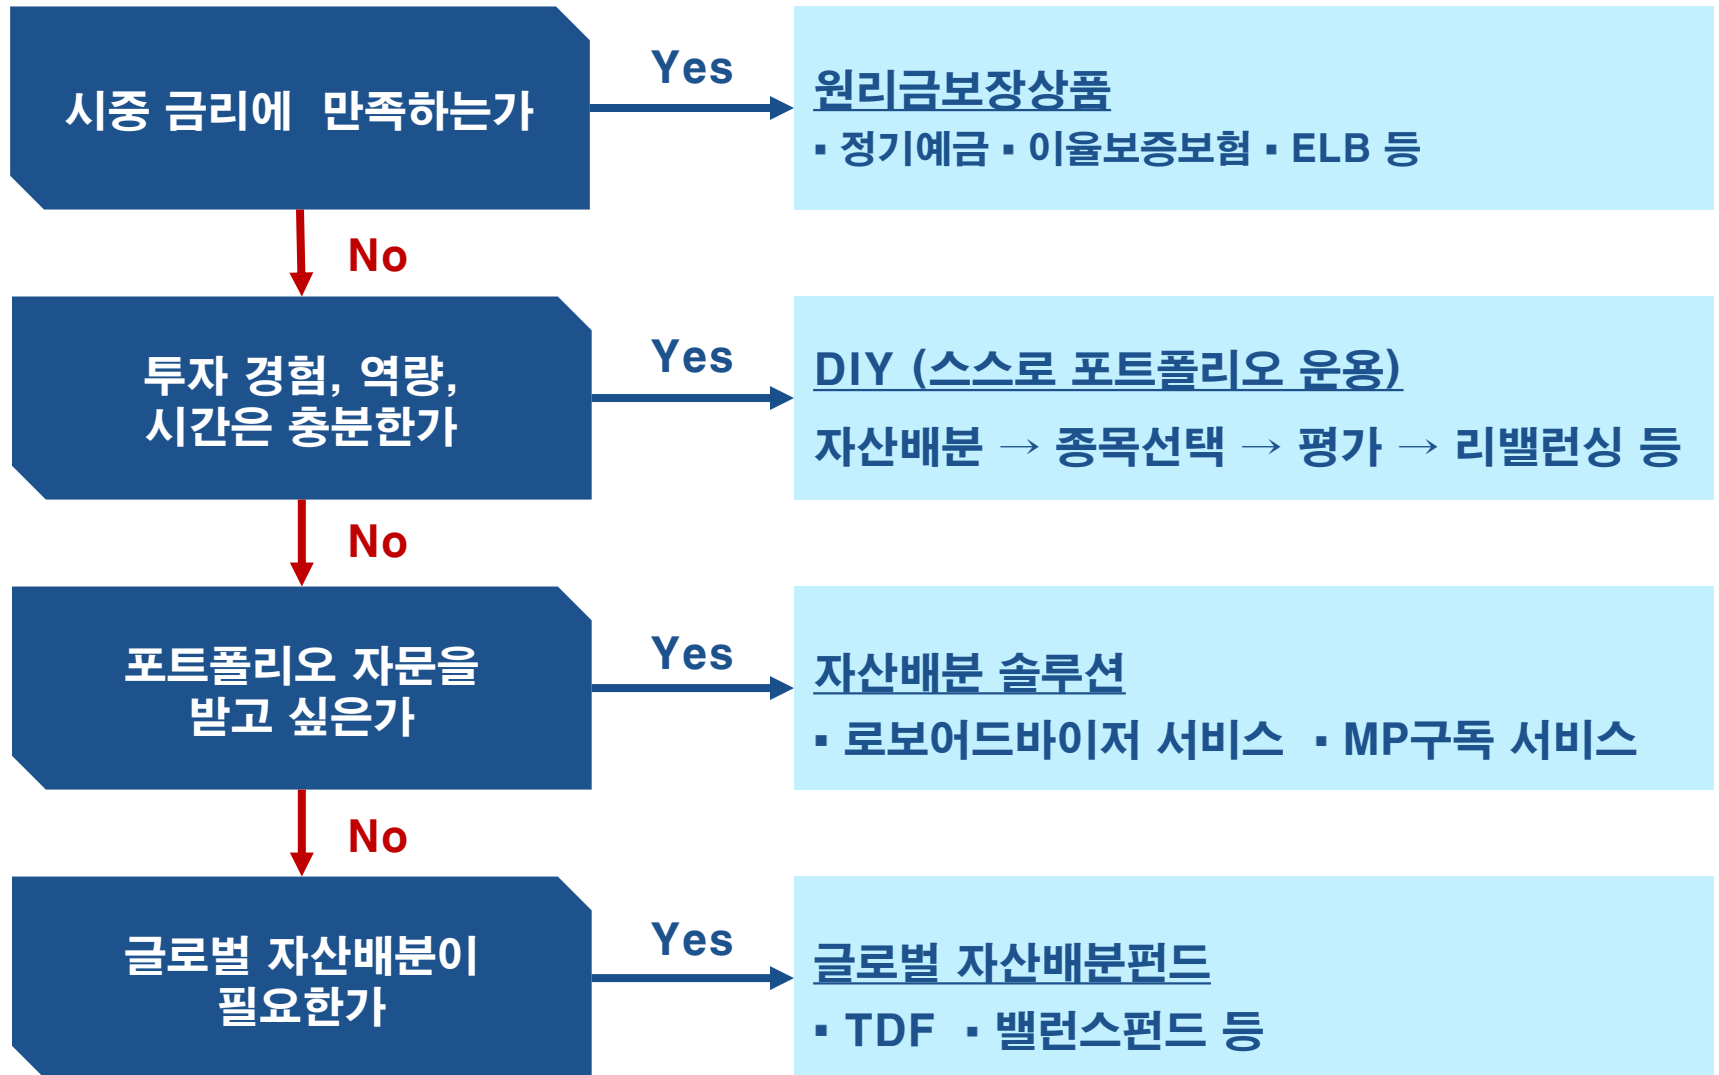 시중 금리에 만족하는가
Yes
원리금보장상품
▪ 정기예금 ▪ 이율보증보험 ▪ ELB 등
No
투자 경험, 역량,
시간은 충분한가
Yes
DIY (스스로 포트폴리오 운용)
자산배분 → 종목선택 → 평가 → 리밸런싱 등
No
포트폴리오 자문을
받고 싶은가
Yes
자산배분 솔루션
▪ 로보어드바이저 서비스 ▪ MP구독 서비스
No
글로벌 자산배분이
필요한가
Yes
글로벌 자산배분펀드
▪ TDF ▪ 밸런스펀드 등